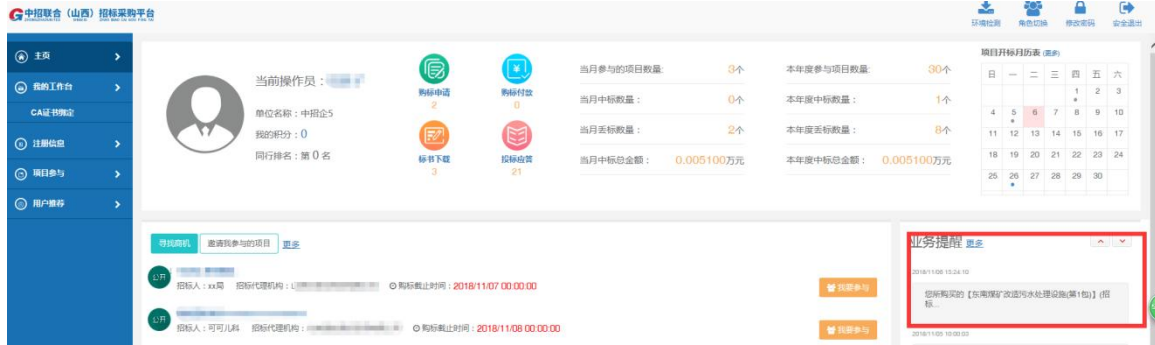 中招联合（山西）招标采购平台
环境检测 角色切换 修改密码 安全退出
主页
我的工作台
CA证书绑定
注册信息
项目参与
用户推荐
当前操作员：
单位名称：中招企5
我的积分：0
同行排名：第 0 名
购标申请
2
购标付款
0
标书下载
3
投标应答
21
当月参与的项目数量: 3个
当月中标数量： 0个
当月丢标数量： 2个
当月中标总金额： 0.005100万元
本年度参与项目数量: 30个
本年度中标数量： 1个
本年度丢标数量： 8个
本年度中标总金额： 0.005100万元
项目开标月历表 (更多)
日 一 二 三 四 五 六
1 2 3
4 5 6 7 8 9 10
11 12 13 14 15 16 17
18 19 20 21 22 23 24
25 26 27 28 29 30
寻找商机 邀请我参与的项目 更多
公开
招标人：xx局 招标代理机构： 购标截止时间：2018/11/07 00:00:00
我要参与
公开
招标人：可可儿科 招标代理机构： 购标截止时间：2018/11/08 00:00:00
我要参与
业务提醒 更多
2018/11/06 15:24:10
您所购买的【东南煤矿改造污水处理设施(第1包)】(招
标...
2018/11/05 10:00:03